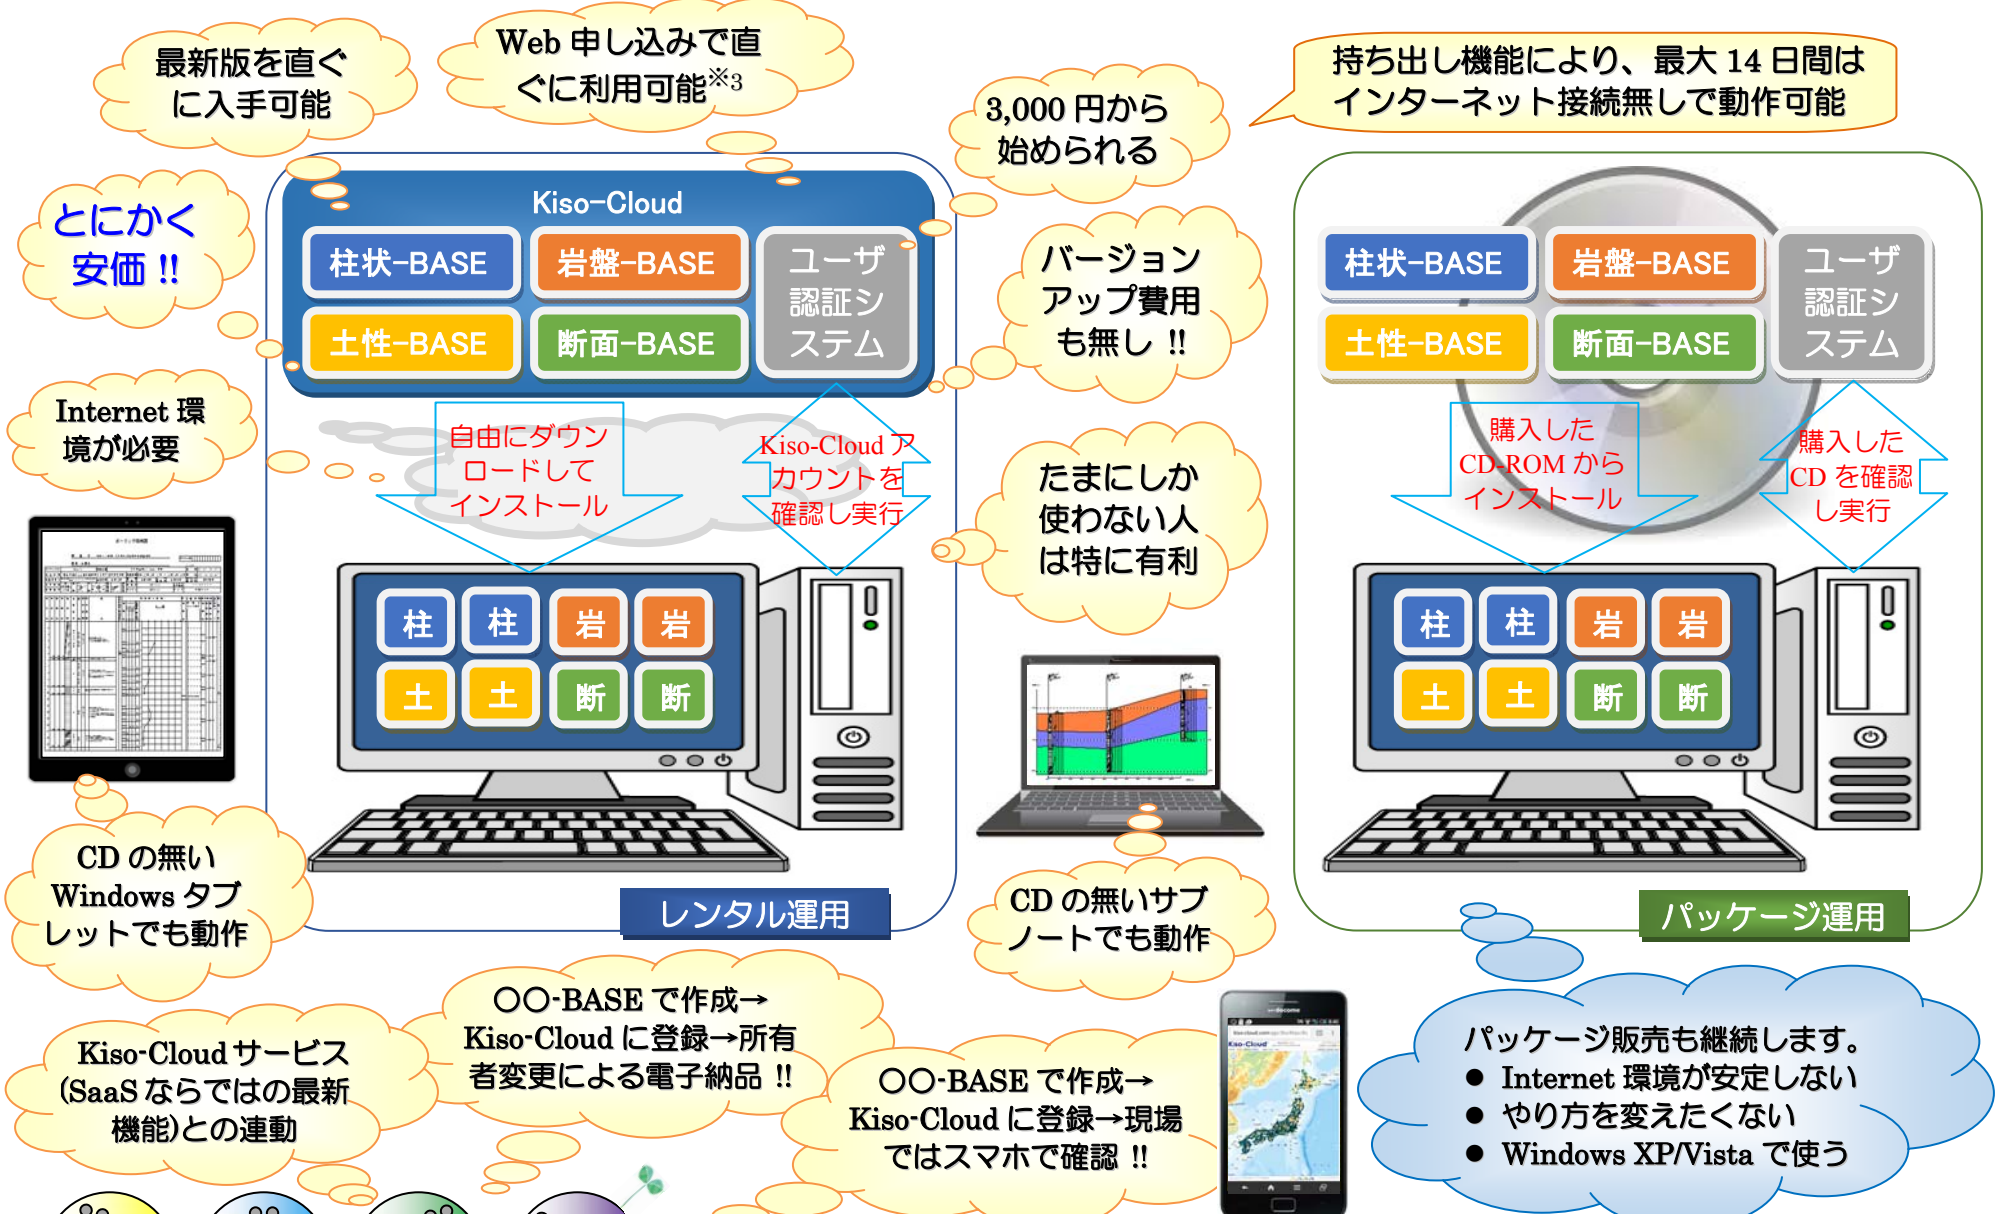 最新版を直ぐ
に入手可能
Web 申し込みで直
ぐに利用可能※3
3,000 円から
始められる
持ち出し機能により、最大 14 日間は
インターネット接続無しで動作可能
とにかく
安価 !!
Kiso-Cloud
柱状-BASE
岩盤-BASE
土性-BASE
断面-BASE
ユーザ
認証シ
ステム
バージョン
アップ費用
も無し !!
柱状-BASE
岩盤-BASE
土性-BASE
断面-BASE
ユーザ
認証シ
ステム
Internet 環
境が必要
自由にダウン
ロードして
インストール
Kiso-Cloud ア
カウントを
確認し実行
たまにしか
使わない人
は特に有利
購入した
CD-ROM から
インストール
購入した
CD を確認
し実行
柱
柱
岩
岩
土
土
断
断
柱
柱
岩
岩
土
土
断
断
CD の無い
Windows タブ
レットでも動作
レンタル運用
CD の無いサブ
ノートでも動作
パッケージ運用
Kiso-Cloud サービス
(SaaS ならではの最新
機能)との連動
〇〇-BASE で作成→
Kiso-Cloud に登録→所有
者変更による電子納品 !!
〇〇-BASE で作成→
Kiso-Cloud に登録→現場
ではスマホで確認 !!
Kiso-Cloud
パッケージ販売も継続します。
● Internet 環境が安定しない
● やり方を変えたくない
● Windows XP/Vista で使う